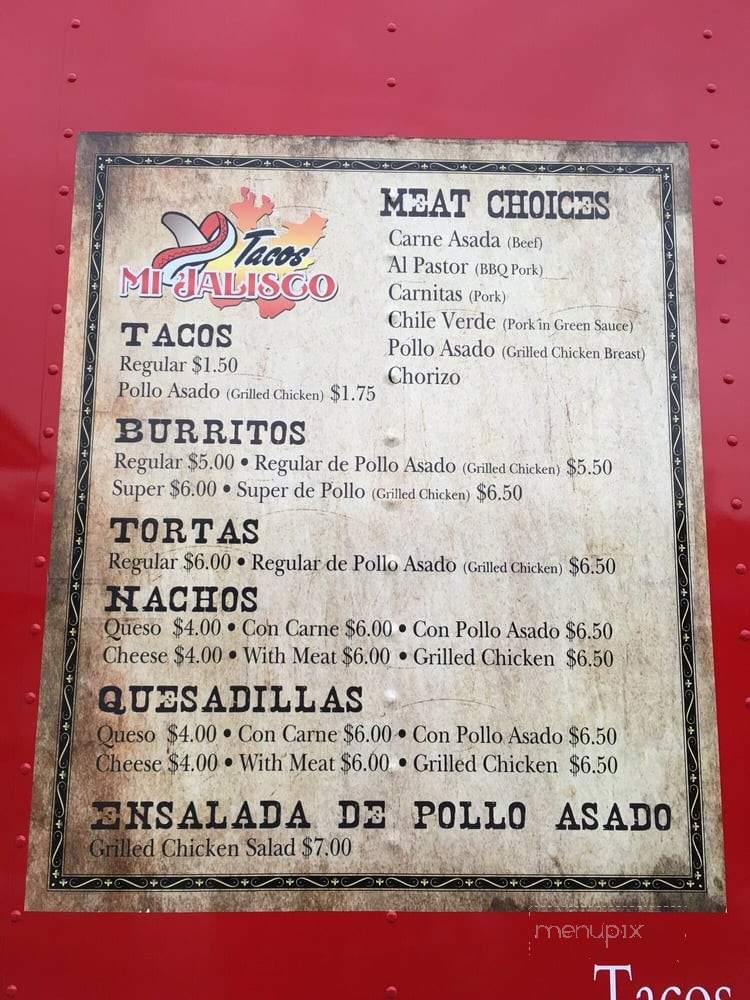 Tacos
MI JALISCO
MEAT CHOICES
Carne Asada (Beef)
Al Pastor (BBQ Pork)
Carnitas (Pork)
Chile Verde (Pork in Green Sauce)
Pollo Asado (Grilled Chicken Breast)
Chorizo
TACOS
Regular $1.50
Pollo Asado (Grilled Chicken) $1.75
BURRITOS
Regular $5.00 • Regular de Pollo Asado (Grilled Chicken) $5.50
Super $6.00 • Super de Pollo (Grilled Chicken) $6.50
TORTAS
Regular $6.00 • Regular de Pollo Asado (Grilled Chicken) $6.50
NACHOS
Queso $4.00 • Con Carne $6.00 • Con Pollo Asado $6.50
Cheese $4.00 • With Meat $6.00 • Grilled Chicken $6.50
QUESADILLAS
Queso $4.00 • Con Carne $6.00 • Con Pollo Asado $6.50
Cheese $4.00 • With Meat $6.00 • Grilled Chicken $6.50
ENSALADA DE POLLO ASADO
Grilled Chicken Salad $7.00
menupix
Tacos